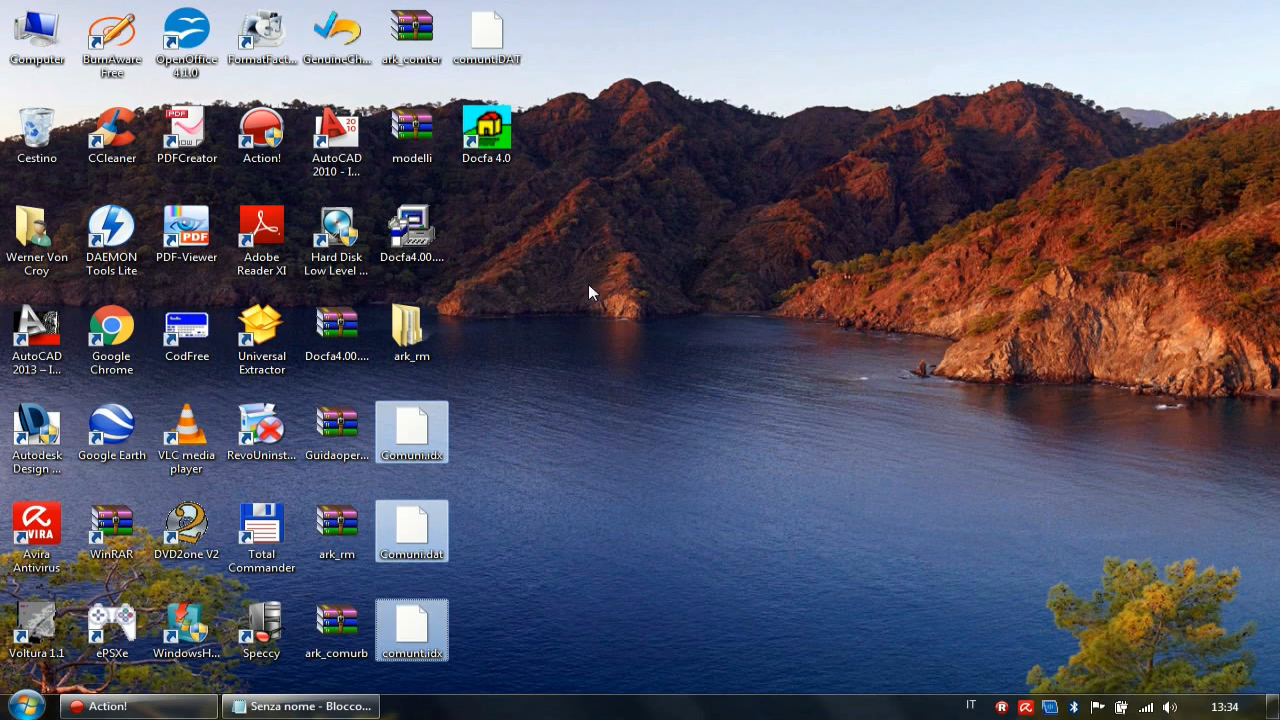 Computer
BurnAware Free
OpenOffice 4.1.0
FormatFact...
GenuineCh...
ark_comter
comunt.DAT
Cestino
CCleaner
PDFCreator
Action!
AutoCAD 2010 - I...
modelli
Docfa 4.0
Werner Von Croy
DAEMON Tools Lite
PDF-Viewer
Adobe Reader XI
Hard Disk Low Level ...
Docfa4.00....
AutoCAD 2013 – I...
Google Chrome
CodFree
Universal Extractor
Docfa4.00....
ark_rm
Autodesk Design ...
Google Earth
VLC media player
RevoUninst...
Guidaoper...
Comuni.idx
Avira Antivirus
WinRAR
DVD2one V2
Total Commander
ark_rm
Comuni.dat
Voltura 1.1
ePSXe
WindowsH...
Speccy
ark_comurb
comunt.idx
Action!
Senza nome - Blocco...
IT
13:34